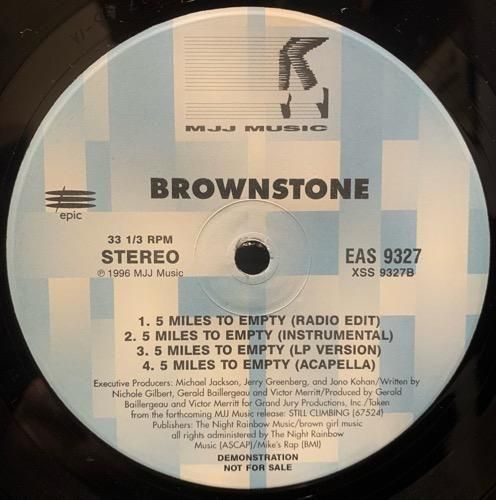 MJJ MUSIC
BROWNSTONE
epic
33 1/3 RPM
STEREO
℗ 1996 MJJ Music
EAS 9327
XSS 9327B
1. 5 MILES TO EMPTY (RADIO EDIT)
2. 5 MILES TO EMPTY (INSTRUMENTAL)
3. 5 MILES TO EMPTY (LP VERSION)
4. 5 MILES TO EMPTY (ACAPELLA)
Executive Producers: Michael Jackson, Jerry Greenberg, and Jono Kohan/Written by
Nichole Gilbert, Gerald Baillergeau and Victor Merritt/Produced by Gerald
Baillergeau and Victor Merritt for Grand Jury Productions, Inc./Taken
from the forthcoming MJJ Music release: STILL CLIMBING (67524)
Publishers: The Night Rainbow Music/brown girl music
all rights administered by The Night Rainbow
Music (ASCAP)/Mike's Rap (BMI)
DEMONSTRATION
NOT FOR SALE